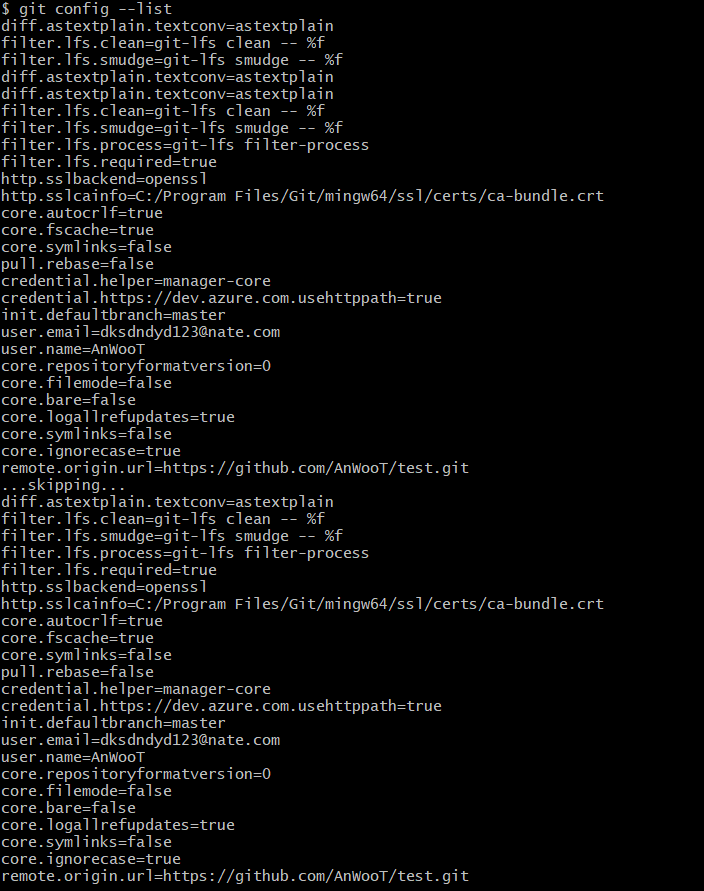 $ git config --list
diff.astextplain.textconv=astextplain
filter.lfs.clean=git-lfs clean -- %f
filter.lfs.smudge=git-lfs smudge -- %f
diff.astextplain.textconv=astextplain
diff.astextplain.textconv=astextplain
filter.lfs.clean=git-lfs clean -- %f
filter.lfs.smudge=git-lfs smudge -- %f
filter.lfs.process=git-lfs filter-process
filter.lfs.required=true
http.sslbackend=openssl
http.sslcainfo=C:/Program Files/Git/mingw64/ssl/certs/ca-bundle.crt
core.autocrlf=true
core.fscache=true
core.symlinks=false
pull.rebase=false
credential.helper=manager-core
credential.https://dev.azure.com.usehttppath=true
init.defaultbranch=master
user.email=dksdndyd123@nate.com
user.name=AnWooT
core.repositoryformatversion=0
core.filemode=false
core.bare=false
core.logallrefupdates=true
core.symlinks=false
core.ignorecase=true
remote.origin.url=https://github.com/AnWooT/test.git
...skipping...
diff.astextplain.textconv=astextplain
filter.lfs.clean=git-lfs clean -- %f
filter.lfs.smudge=git-lfs smudge -- %f
filter.lfs.process=git-lfs filter-process
filter.lfs.required=true
http.sslbackend=openssl
http.sslcainfo=C:/Program Files/Git/mingw64/ssl/certs/ca-bundle.crt
core.autocrlf=true
core.fscache=true
core.symlinks=false
pull.rebase=false
credential.helper=manager-core
credential.https://dev.azure.com.usehttppath=true
init.defaultbranch=master
user.email=dksdndyd123@nate.com
user.name=AnWooT
core.repositoryformatversion=0
core.filemode=false
core.bare=false
core.logallrefupdates=true
core.symlinks=false
core.ignorecase=true
remote.origin.url=https://github.com/AnWooT/test.git